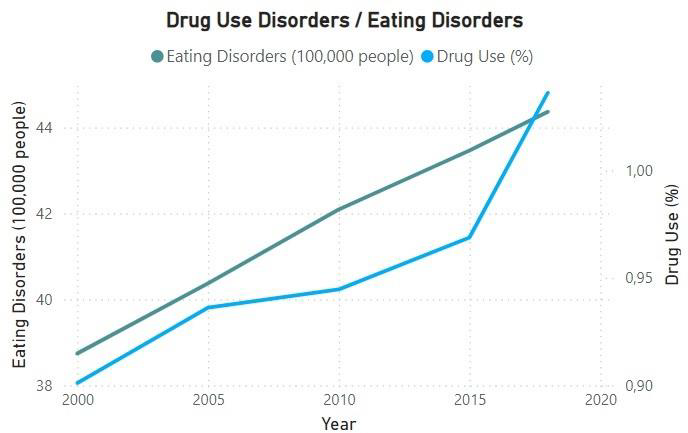 Drug Use Disorders / Eating Disorders
Eating Disorders (100,000 people) Drug Use (%)
Eating Disorders (100,000 people)
44
42
40
38
1,00
0,95
0,90
Drug Use (%)
2000 2005 2010 2015 2020
Year